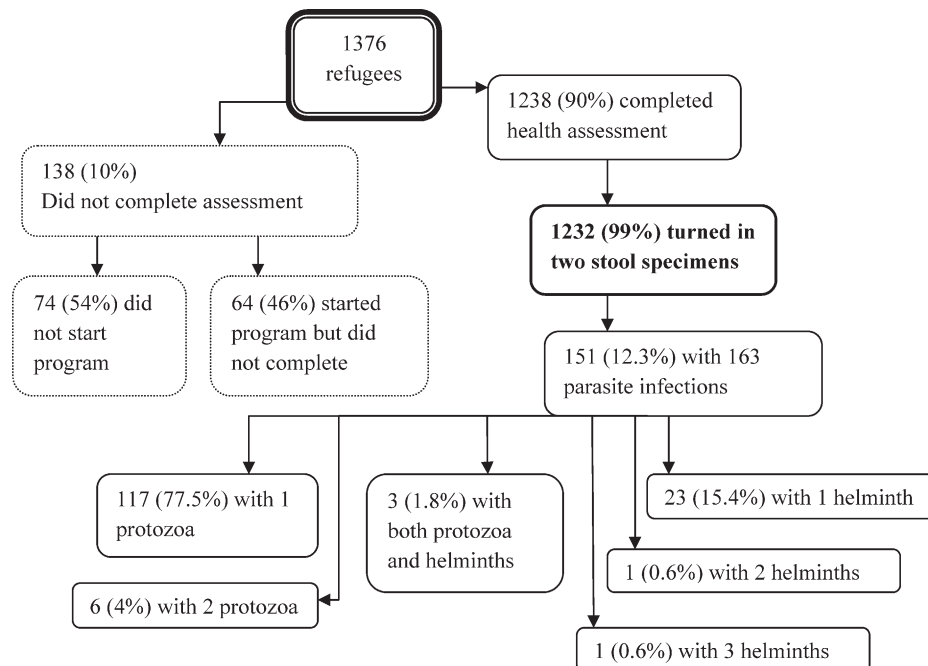 1376
refugees
1238 (90%) completed
health assessment
138 (10%)
Did not complete assessment
1232 (99%) turned in
two stool specimens
74 (54%) did
not start
program
64 (46%) started
program but did
not complete
151 (12.3%) with 163
parasite infections
117 (77.5%) with 1
protozoa
3 (1.8%) with
both protozoa
and helminths
23 (15.4%) with 1 helminth
6 (4%) with 2 protozoa
1 (0.6%) with 2 helminths
1 (0.6%) with 3 helminths